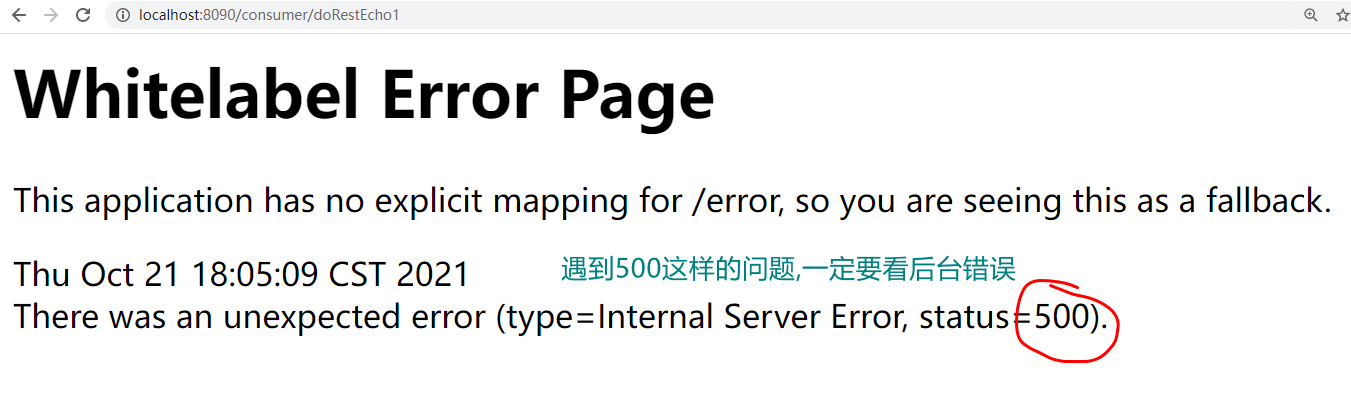 localhost:8090/consumer/doRestEcho1
Whitelabel Error Page
This application has no explicit mapping for /error, so you are seeing this as a fallback.
Thu Oct 21 18:05:09 CST 2021
遇到500这样的问题,一定要看后台错误
There was an unexpected error (type=Internal Server Error, status=500).